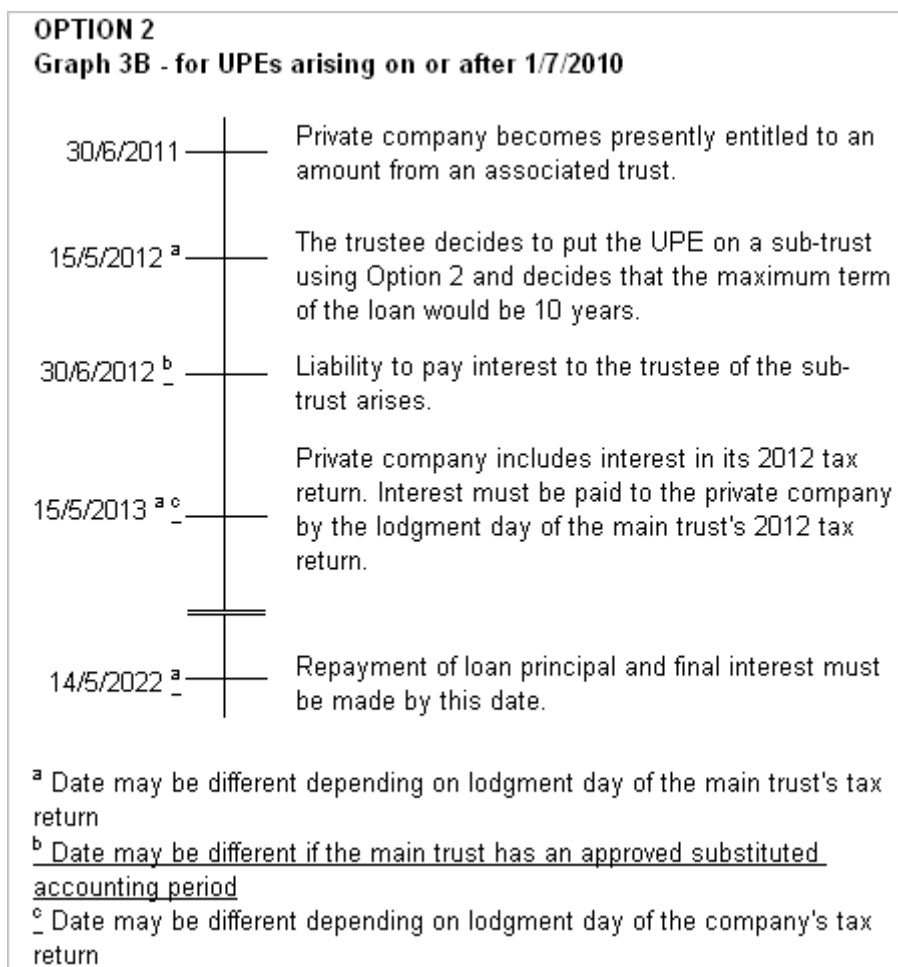 OPTION 2
Graph 3B - for UPEs arising on or after 1/7/2010
30/6/2011
Private company becomes presently entitled to an
amount from an associated trust.
15/5/2012 a
The trustee decides to put the UPE on a sub-trust
using Option 2 and decides that the maximum term
of the loan would be 10 years.
30/6/2012 b
Liability to pay interest to the trustee of the sub-
trust arises.
15/5/2013 a c
Private company includes interest in its 2012 tax
return. Interest must be paid to the private company
by the lodgment day of the main trust's 2012 tax
return.
14/5/2022 a
Repayment of loan principal and final interest must
be made by this date.
a Date may be different depending on lodgment day of the main trust's tax
return
b Date may be different if the main trust has an approved substituted
accounting period
c Date may be different depending on lodgment day of the company's tax
return